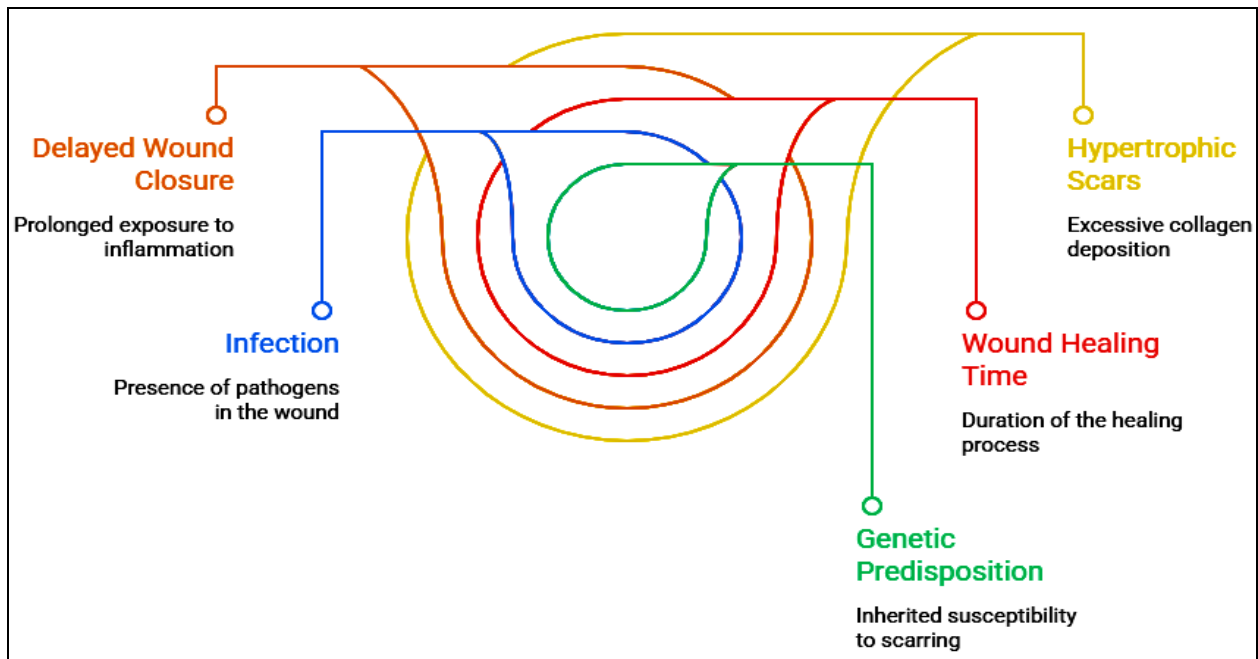 Delayed Wound
Closure
Prolonged exposure to
inflammation
Hypertrophic
Scars
Excessive collagen
deposition
Infection
Presence of pathogens
in the wound
Wound Healing
Time
Duration of the healing
process
Genetic
Predisposition
Inherited susceptibility
to scarring